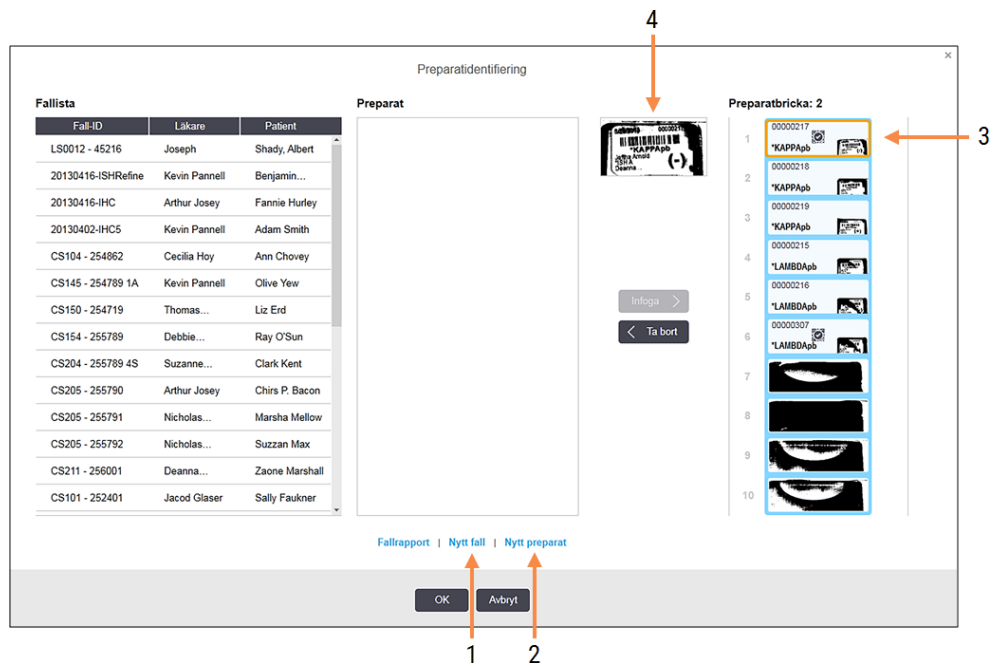 4
Preparatidentifiering
×
Fallista
Preparat
Preparatbricka: 2
Fall-ID Läkare Patient
LS0012 - 45216 Joseph Shady, Albert
20130416-ISHRefine Kevin Pannell Benjamin...
20130416-IHC Arthur Josey Fannie Hurley
20130402-IHC5 Kevin Pannell Adam Smith
CS104 - 254862 Cecilia Hoy Ann Chovey
CS145 - 254789 1A Kevin Pannell Olive Yew
CS150 - 254719 Thomas... Liz Erd
CS154 - 255789 Debbie... Ray O'Sun
CS204 - 255789 4S Suzanne... Clark Kent
CS205 - 255790 Arthur Josey Chirs P. Bacon
CS205 - 255791 Nicholas... Marsha Mellow
CS205 - 255792 Nicholas... Suzzan Max
CS211 - 256001 Deanna... Zaone Marshall
CS101 - 252401 Jacod Glaser Sally Faukner
*KAPPApb
Arnold
*ISH A
Deanna...
(-)
Infoga
Ta bort
1 00000217
*KAPPApb
3
2 00000218
*KAPPApb
3 00000219
*KAPPApb
4 00000215
*LAMBDApb
5 00000216
*LAMBDApb
6 00000307
*LAMBDApb
7
8
9
10
Fallrapport | Nytt fall | Nytt preparat
OK Avbryt
1 2